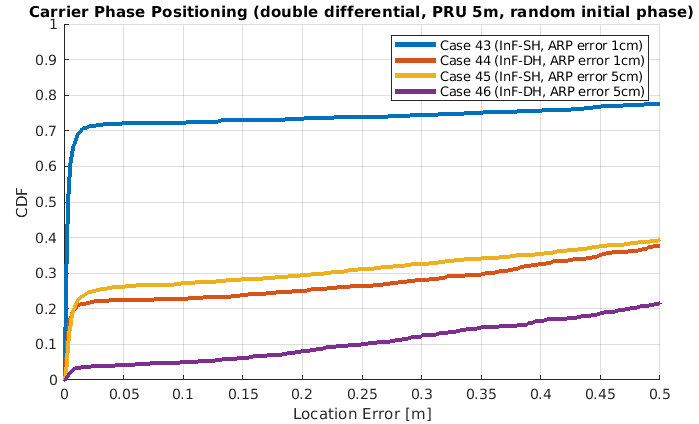 Carrier Phase Positioning (double differential, PRU 5m, random initial phase)
1
0.9
0.8
0.7
0.6
0.5
0.4
0.3
0.2
0.1
0
CDF
Case 43 (InF-SH, ARP error 1cm)
Case 44 (InF-DH, ARP error 1cm)
Case 45 (InF-SH, ARP error 5cm)
Case 46 (InF-DH, ARP error 5cm)
0 0.05 0.1 0.15 0.2 0.25 0.3 0.35 0.4 0.45 0.5
Location Error [m]